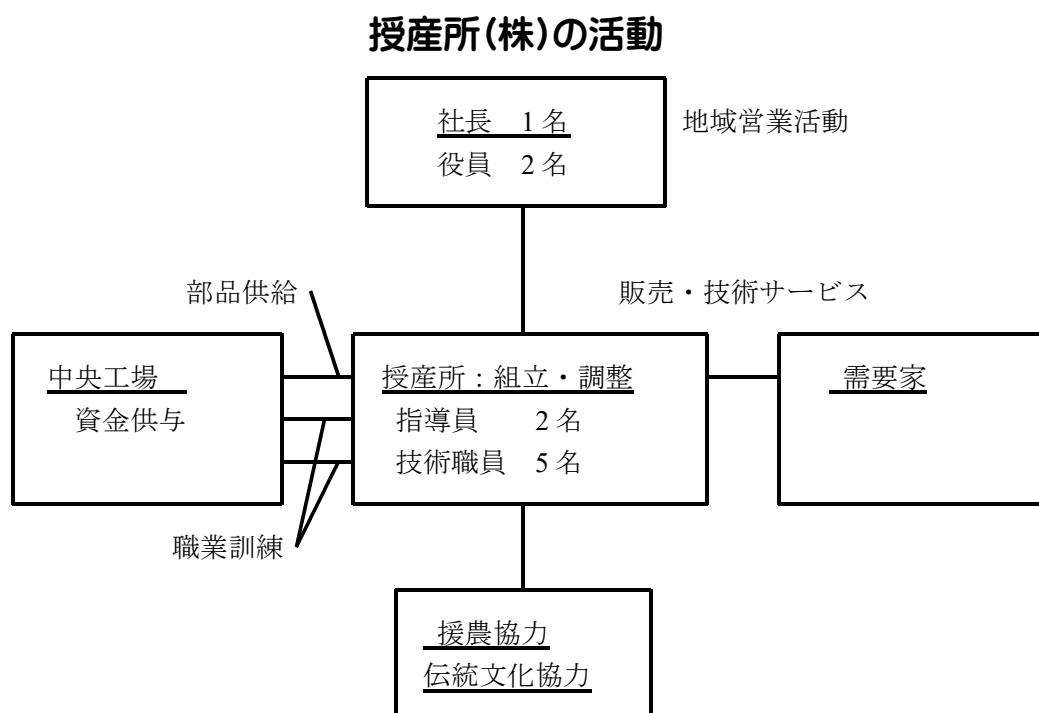 授産所(株)の活動
社長　1名
役員　2名
地域営業活動
部品供給
販売・技術サービス
中央工場
資金供与
授産所：組立・調整
指導員　　2名
技術職員　5名
需要家
職業訓練
援農協力
伝統文化協力